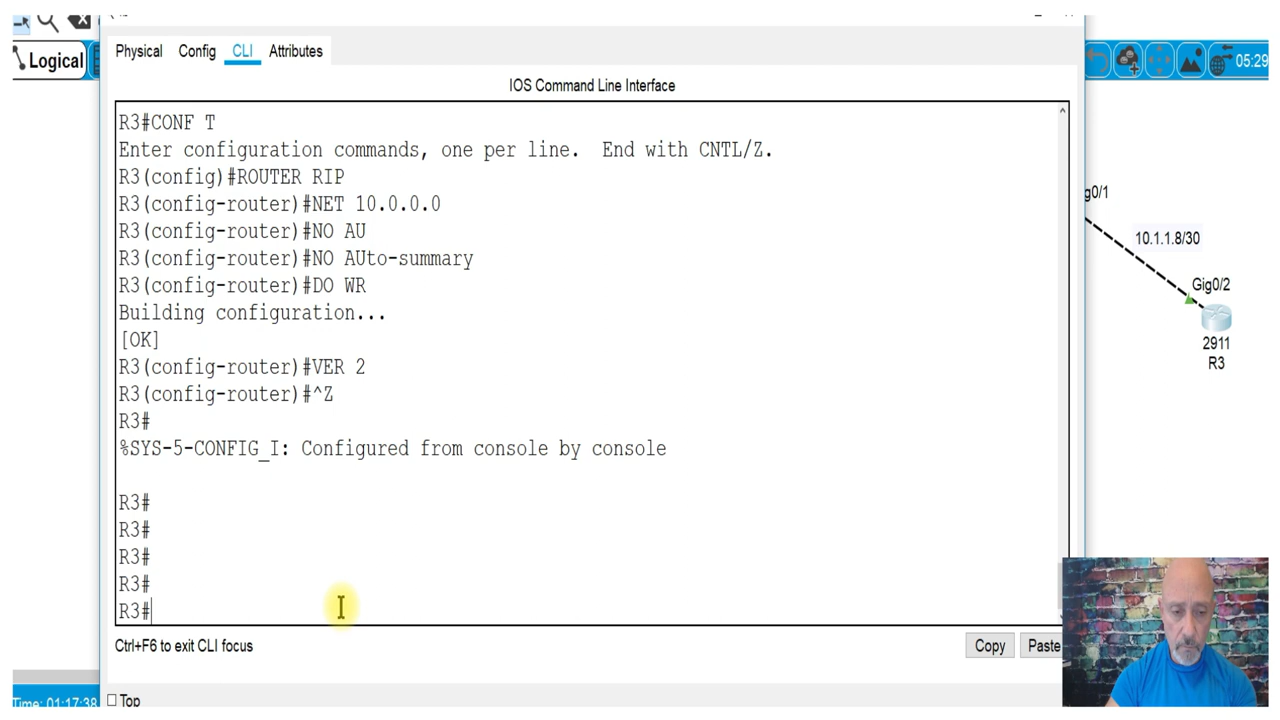 Logical
Physical Config CLI Attributes
05:29
IOS Command Line Interface
R3#CONF T
Enter configuration commands, one per line. End with CNTL/Z.
R3(config)#ROUTER RIP
R3(config-router)#NET 10.0.0.0
R3(config-router)#NO AU
R3(config-router)#NO AUto-summary
R3(config-router)#DO WR
Building configuration...
[OK]
R3(config-router)#VER 2
R3(config-router)#^Z
R3#
%SYS-5-CONFIG_I: Configured from console by console
R3#
R3#
R3#
R3#
R3#
g0/1
10.1.1.8/30
Gig0/2
2911
R3
Ctrl+F6 to exit CLI focus
Copy Paste
Time: 01:17:38
Top